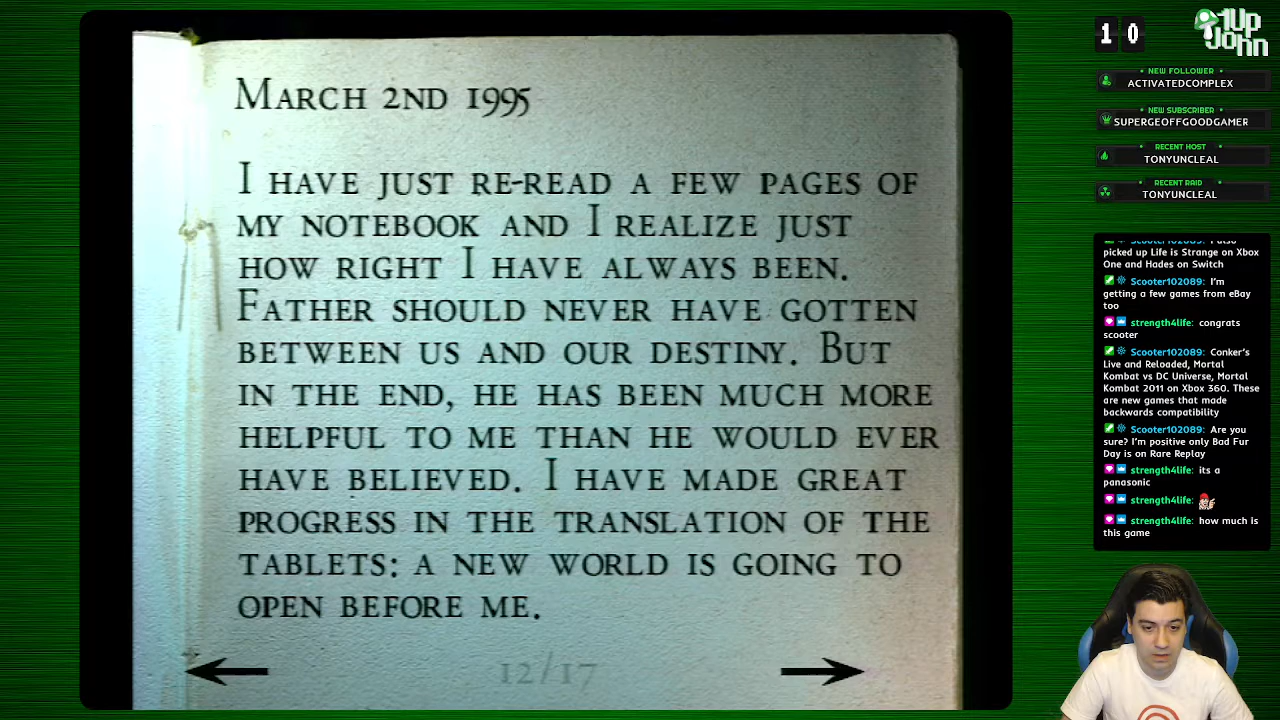 March 2nd 1995
I have just re-read a few pages of
my notebook and I realize just
how right I have always been.
Father should never have gotten
between us and our destiny. But
in the end, he has been much more
helpful to me than he would ever
have believed. I have made great
progress in the translation of the
tablets: a new world is going to
open before me.
12/17
10
1Up
John
NEW FOLLOWER
ACTIVATEDCOMPLEX
NEW SUBSCRIBER
SUPERGEOFFGOODGAMER
RECENT HOST
TONYUNCLEAL
RECENT RAID
TONYUNCLEAL
picked up Life is Strange on Xbox
One and Hades on Switch
Scooter102089: I'm
getting a few games from eBay
too
strength4life: congrats
scooter
Scooter102089: Conker's
Live and Reloaded, Mortal
Kombat vs DC Universe, Mortal
Kombat 2011 on Xbox 360. These
are new games that made
backwards compatibility
Scooter102089: Are you
sure? I'm positive only Bad Fur
Day is on Rare Replay
strength4life: its a
panasonic
strength4life:
strength4life: how much is
this game